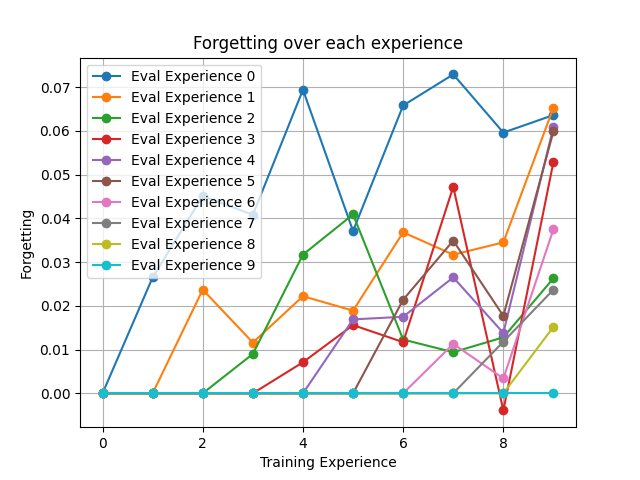 Forgetting over each experience
Eval Experience 0
Eval Experience 1
Eval Experience 2
Eval Experience 3
Eval Experience 4
Eval Experience 5
Eval Experience 6
Eval Experience 7
Eval Experience 8
Eval Experience 9
0.07
0.06
0.05
0.04
0.03
0.02
0.01
0.00
Forgetting
0 2 4 6 8
Training Experience